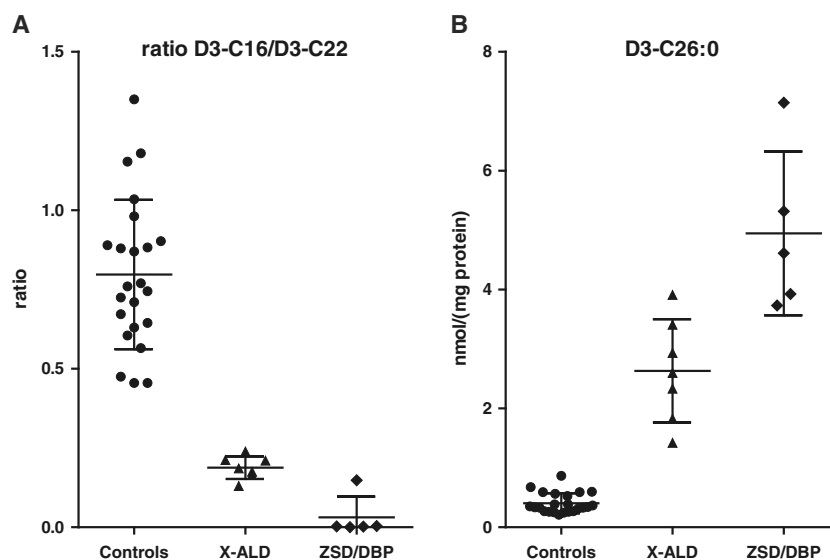 A
ratio D3-C16/D3-C22
1.5
1.0
0.5
0.0
ratio
Controls
X-ALD
ZSD/DBP
B
D3-C26:0
8
6
4
2
0
nmol/(mg protein)
Controls
X-ALD
ZSD/DBP